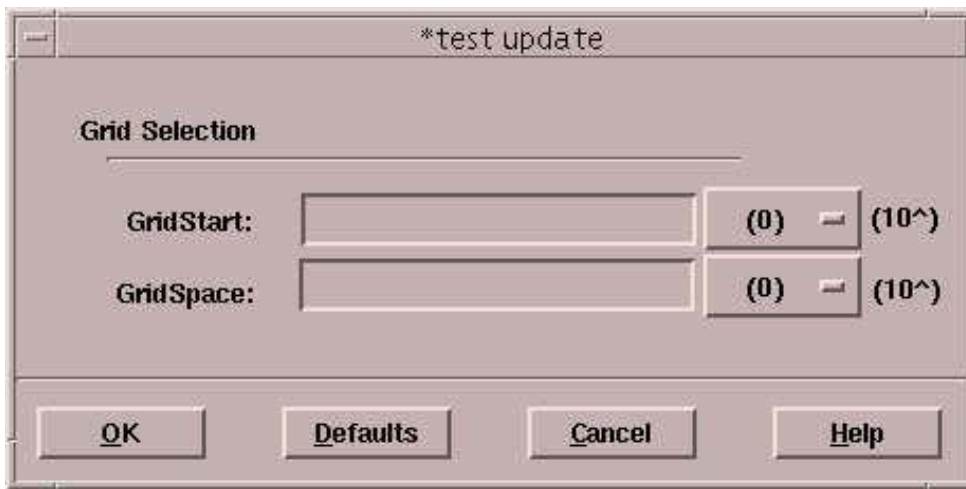 *test update
Grid Selection
GridStart: (0) (10^)
GridSpace: (0) (10^)
OK Defaults Cancel Help